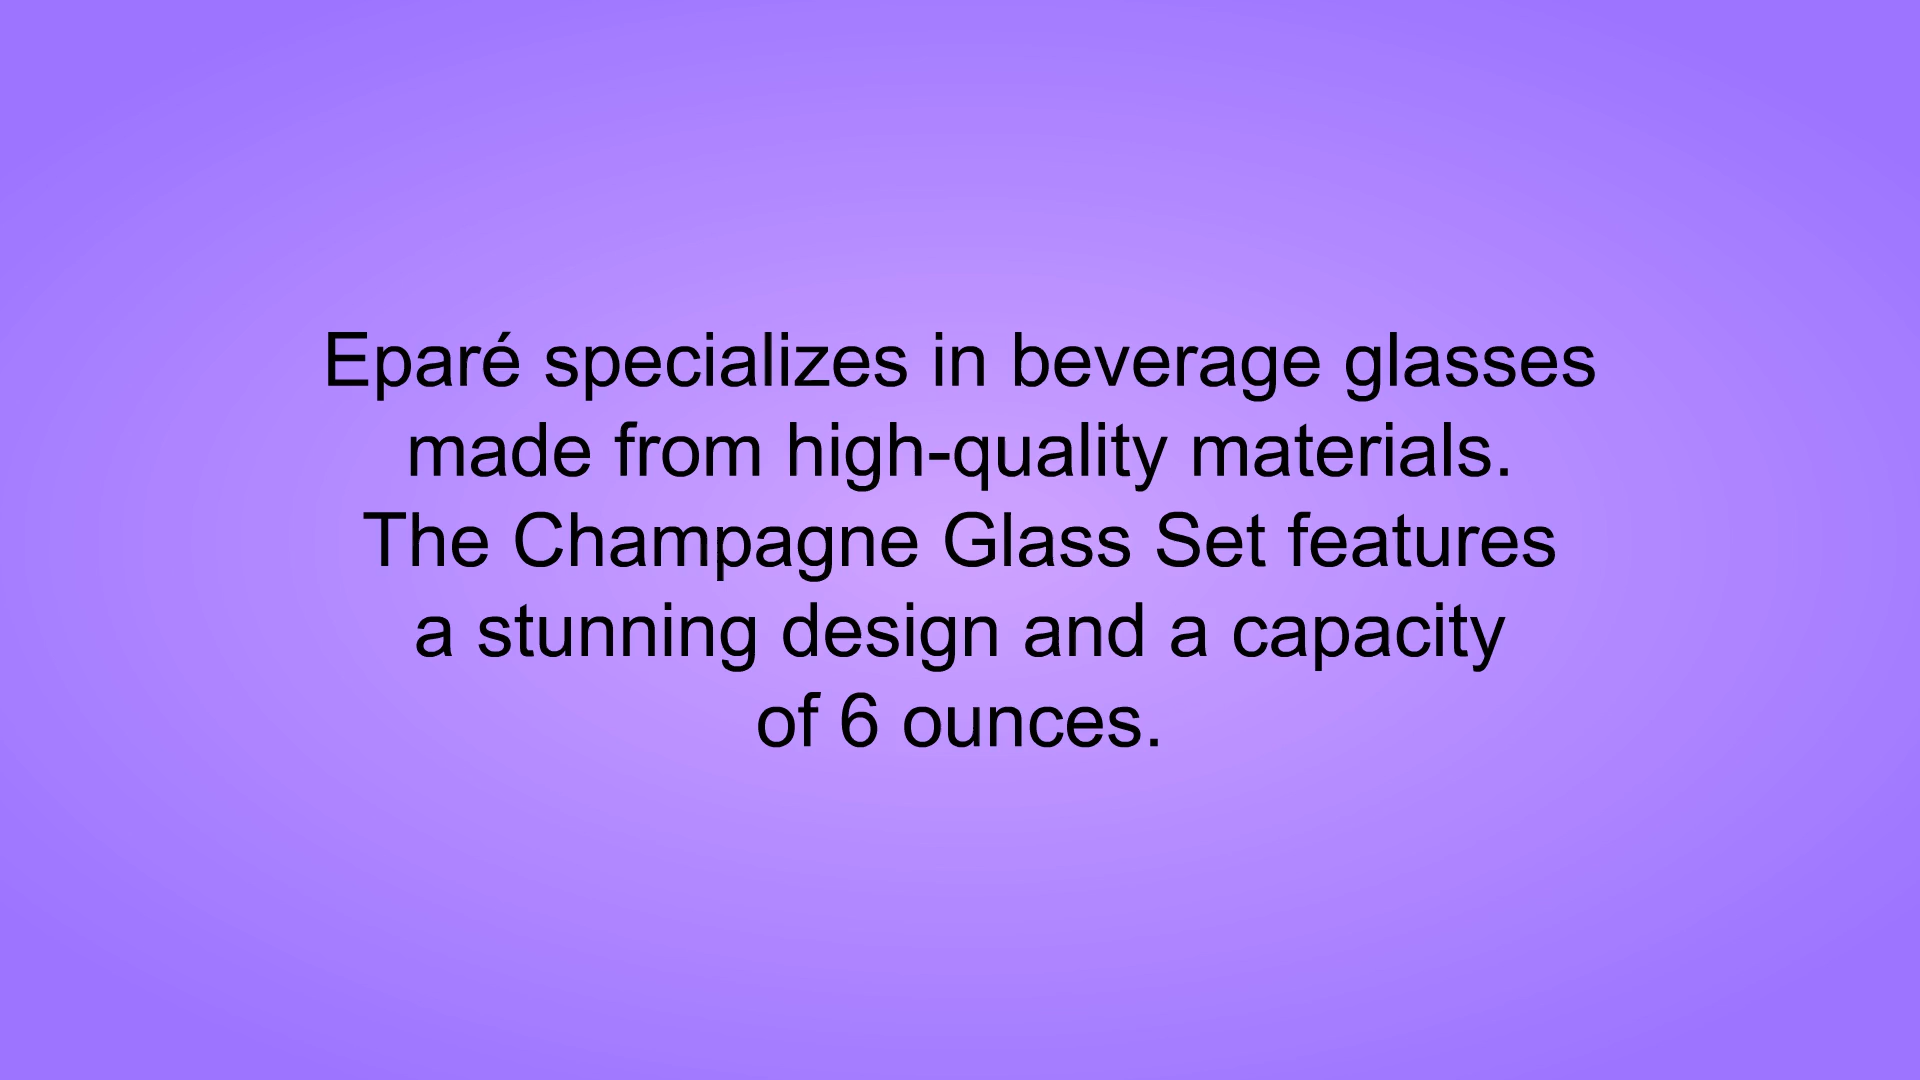 Eparé specializes in beverage glasses
made from high-quality materials.
The Champagne Glass Set features
a stunning design and a capacity
of 6 ounces.